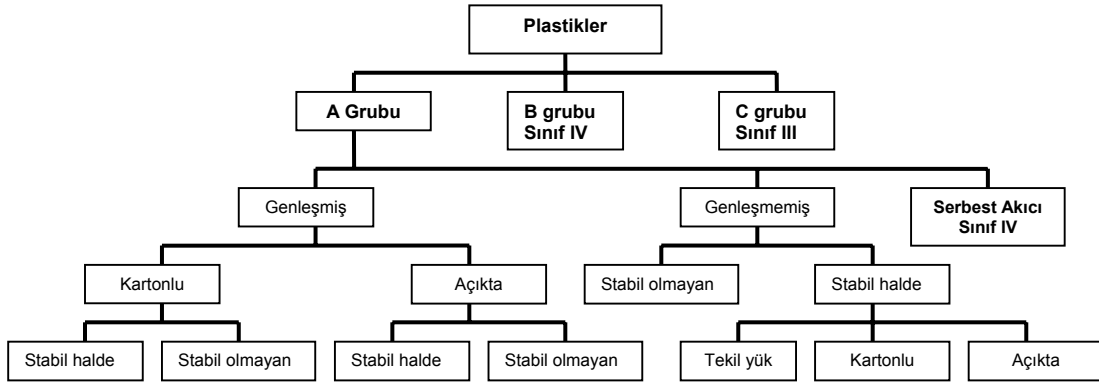 Plastikler
A Grubu
B grubu
Sınıf IV
C grubu
Sınıf III
Genleşmiş
Genleşmemiş
Serbest Akıcı
Sınıf IV
Kartonlu
Açıkta
Stabil olmayan
Stabil halde
Stabil halde
Stabil olmayan
Stabil halde
Stabil olmayan
Tekil yük
Kartonlu
Açıkta